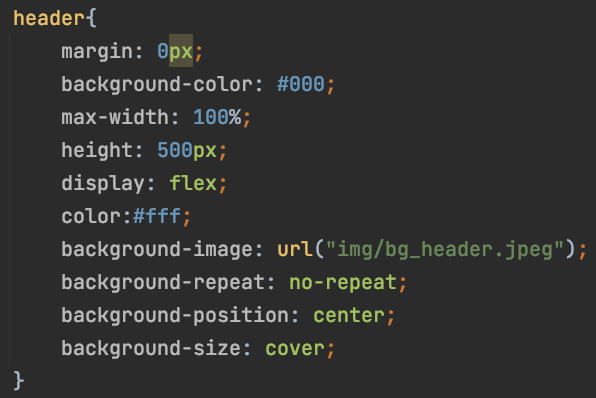 header{
    margin: 0px;
    background-color: #000;
    max-width: 100%;
    height: 500px;
    display: flex;
    color:#fff;
    background-image: url("img/bg_header.jpeg");
    background-repeat: no-repeat;
    background-position: center;
    background-size: cover;
}